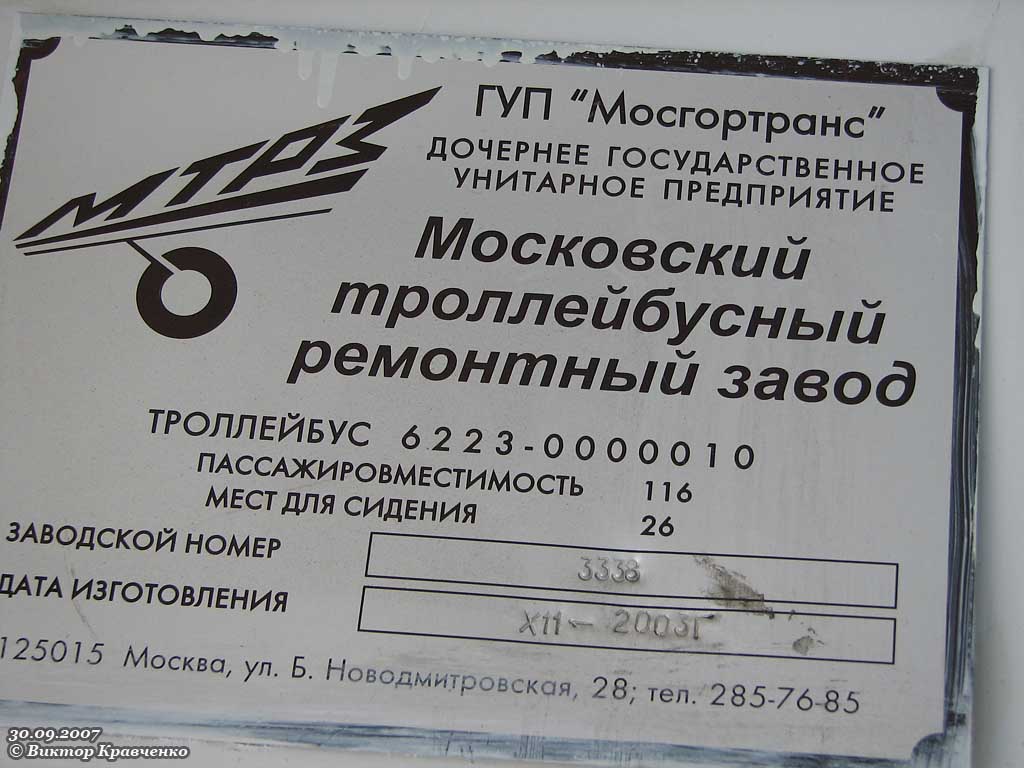 МТРЗ
ГУП "Мосгортранс"
ДОЧЕРНЕЕ ГОСУДАРСТВЕННОЕ
УНИТАРНОЕ ПРЕДПРИЯТИЕ
Московский
троллейбусный
ремонтный завод
ТРОЛЛЕЙБУС 6223-0000010
ПАССАЖИРОВМЕСТИМОСТЬ 116
МЕСТ ДЛЯ СИДЕНИЯ 26
ЗАВОДСКОЙ НОМЕР 3338
ДАТА ИЗГОТОВЛЕНИЯ XII- 2003Г
125015 Москва, ул. Б. Новодмитровская, 28; тел. 285-76-85
30.09.2007
© Виктор Кравченко